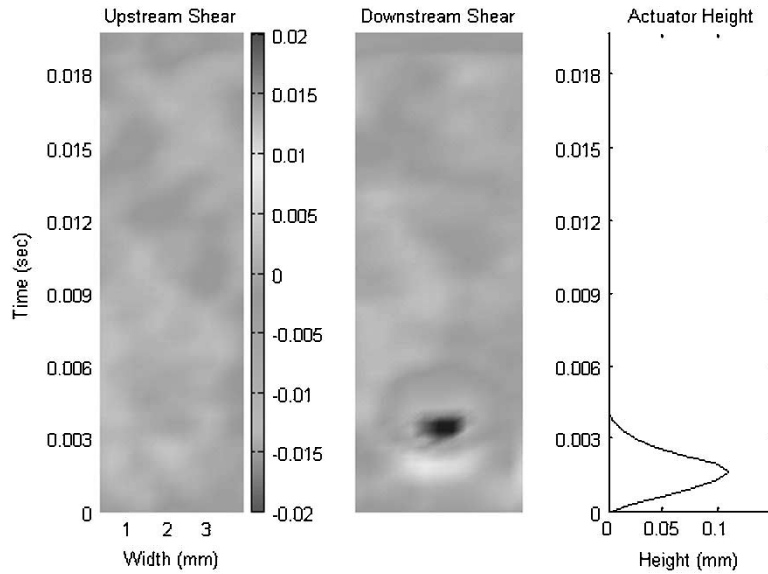 Upstream Shear
Downstream Shear
Actuator Height
Time (sec)
0.018
0.015
0.012
0.009
0.006
0.003
0
1 2 3
Width (mm)
0.02
0.015
0.01
0.005
0
-0.005
-0.01
-0.015
-0.02
0.018
0.015
0.012
0.009
0.006
0.003
0
0 0.05 0.1
Height (mm)